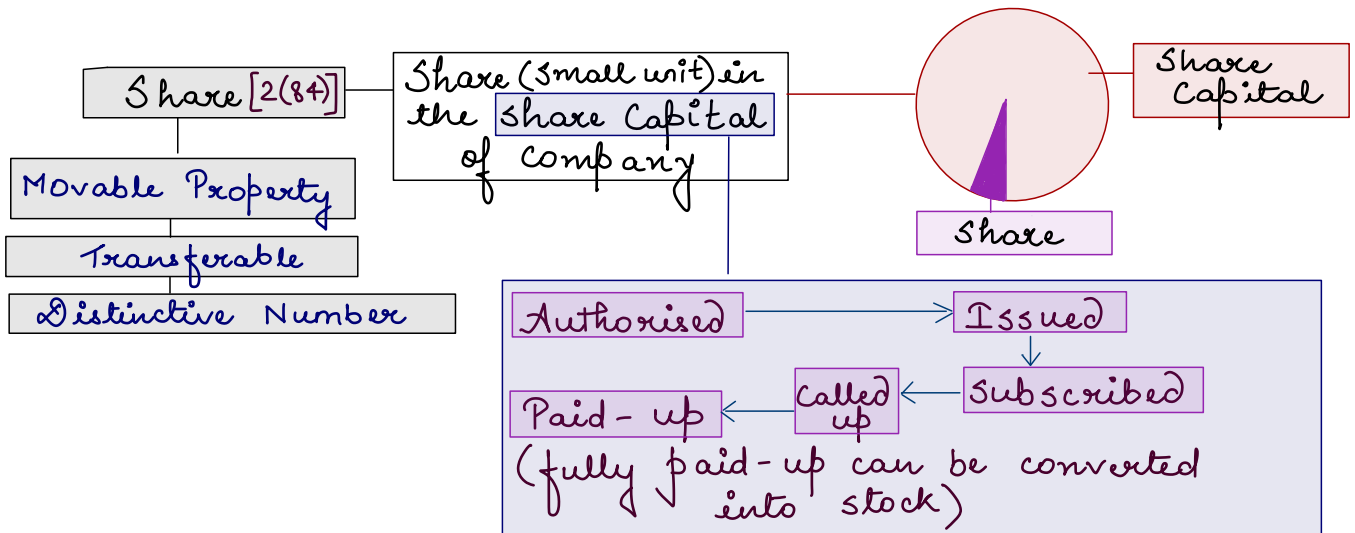 Share [2(84)]
Movable Property
Transferable
Distinctive Number
Share (small unit) in
the share Capital
of company
Share
Capital
Share
Authorised
Issued
Subscribed
Called
up
Paid-up
(fully paid-up can be converted
into stock)